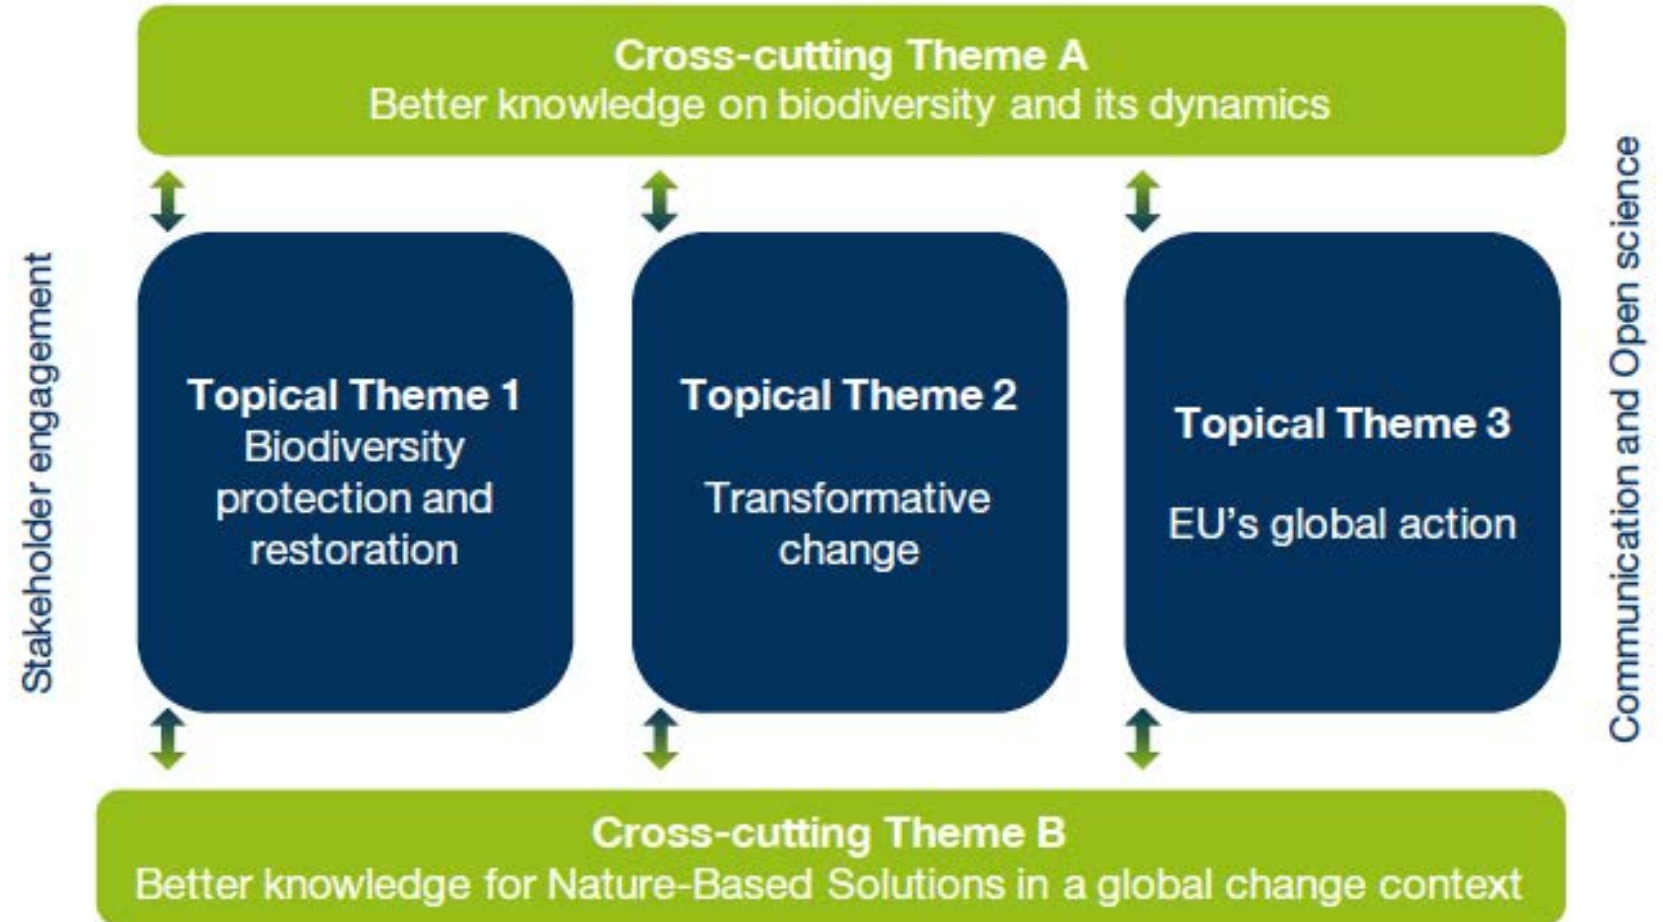 Cross-cutting Theme A
Better knowledge on biodiversity and its dynamics
Stakeholder engagement
Topical Theme 1
Biodiversity
protection and
restoration
Topical Theme 2
Transformative
change
Topical Theme 3
EU’s global action
Communication and Open science
Cross-cutting Theme B
Better knowledge for Nature-Based Solutions in a global change context